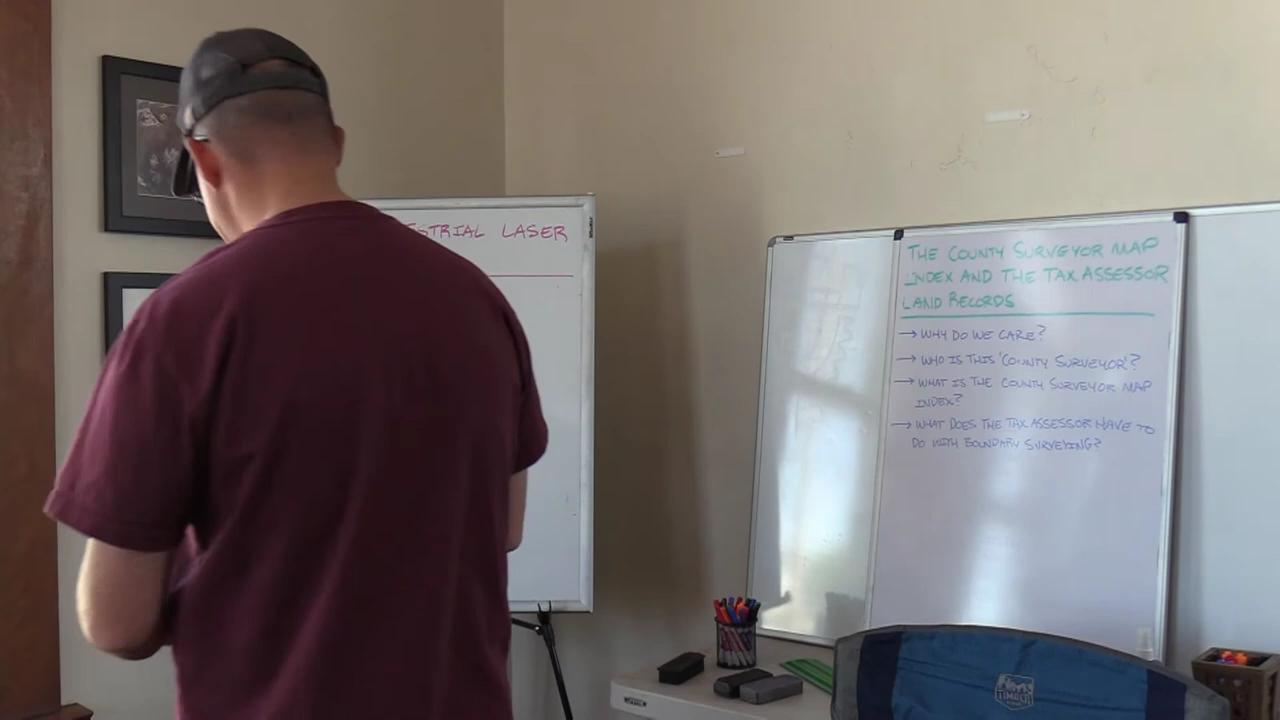 ESTRIAL LASER
THE COUNTY SURVEYOR MAP
INDEX AND THE TAX ASSESSOR
LAND RECORDS
→ WHY DO WE CARE?
→ WHO IS THIS 'COUNTY SURVEYOR'?
→ WHAT IS THE COUNTY SURVEYOR MAP
INDEX?
→ WHAT DOES THE TAX ASSESSOR HAVE TO
DO WITH BOUNDARY SURVEYING?
TIMBER